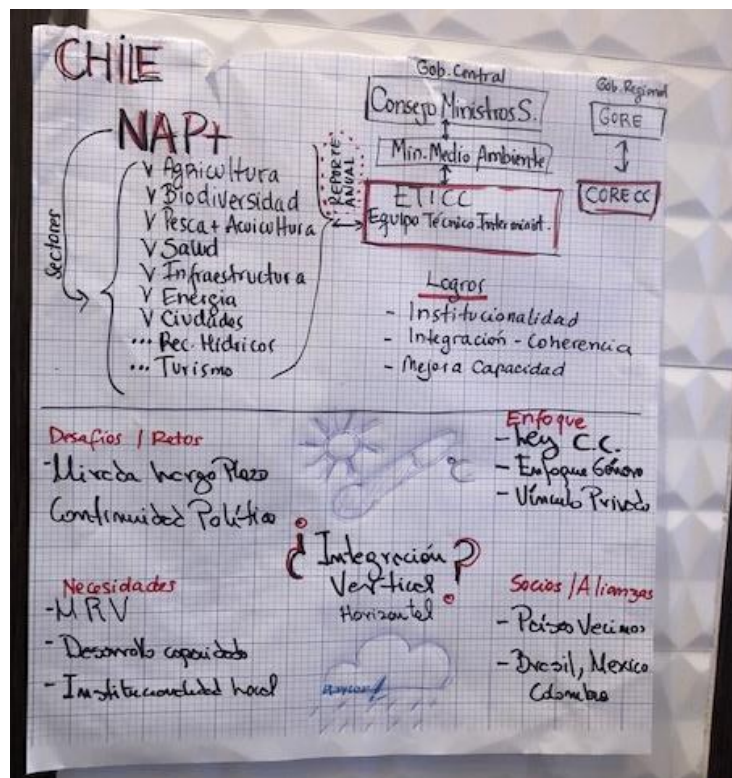 CHILE
NAP+
Sectores
v Agricultura
v Biodiversidad
v Pesca + Acuicultura
v Salud
v Infraestructura
v Energía
v Ciudades
... Rec. Hídricos
... Turismo
REPORTE
ANUAL
Gob. Central
Consejo Ministros S.
Min. Medio Ambiente
ETICC
Equipo Técnico Interminist.
Gob. Regional
GORE
CORECC
Logros
- Institucionalidad
- Integración - Coherencia
- Mejora Capacidad
Desafíos / Retos
- Mirada Largo Plazo
Continuidad Política
Enfoque
- Ley C.C.
- Enfoque Género
- Vínculo Privado
°C
¿Integración
Vertical?
Horizontal
Necesidades
- MRV
- Desarrollo capacidades
- Institucionalidad Local
Socios / Alianzas
- Países Vecinos
- Brasil, Mexico
Colombia